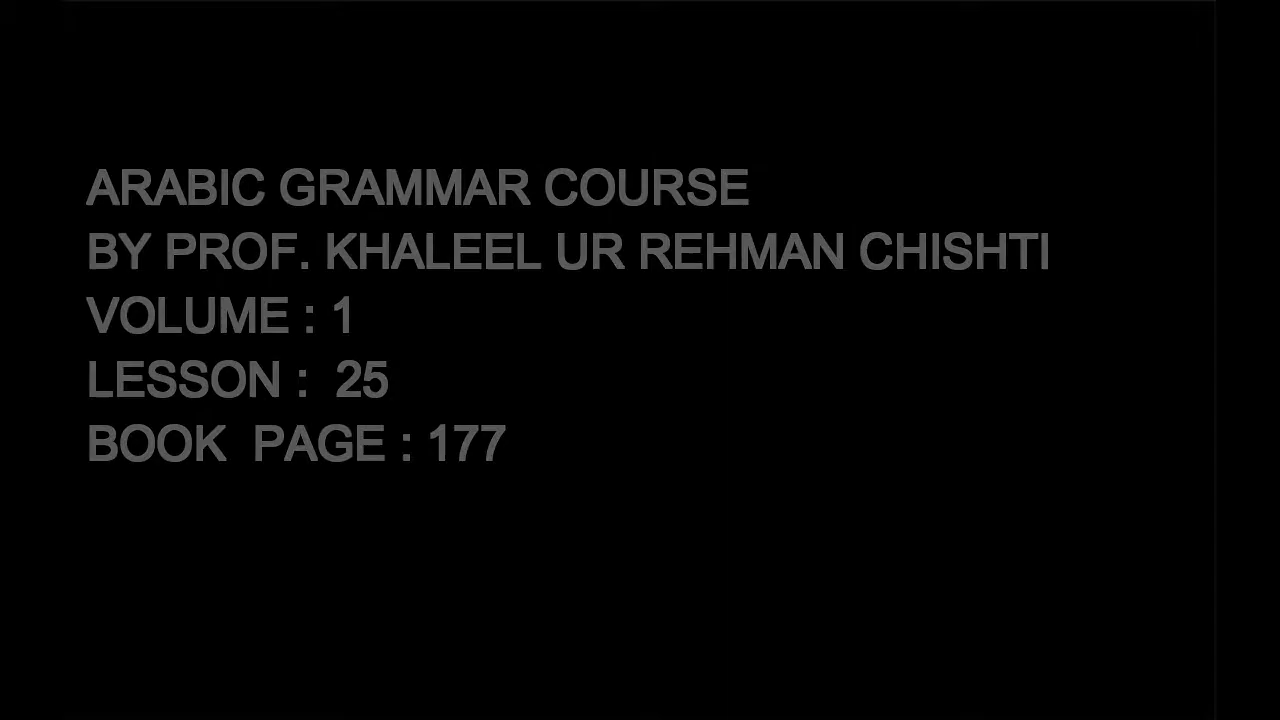 ARABIC GRAMMAR COURSE
BY PROF. KHALEEL UR REHMAN CHISHTI
VOLUME : 1
LESSON :  25
BOOK  PAGE : 177